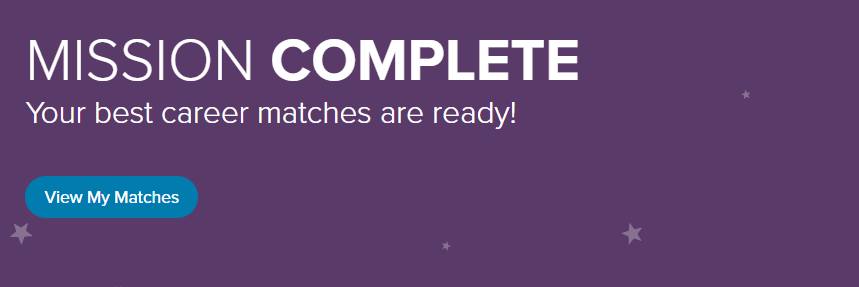 MISSION COMPLETE
Your best career matches are ready!
View My Matches